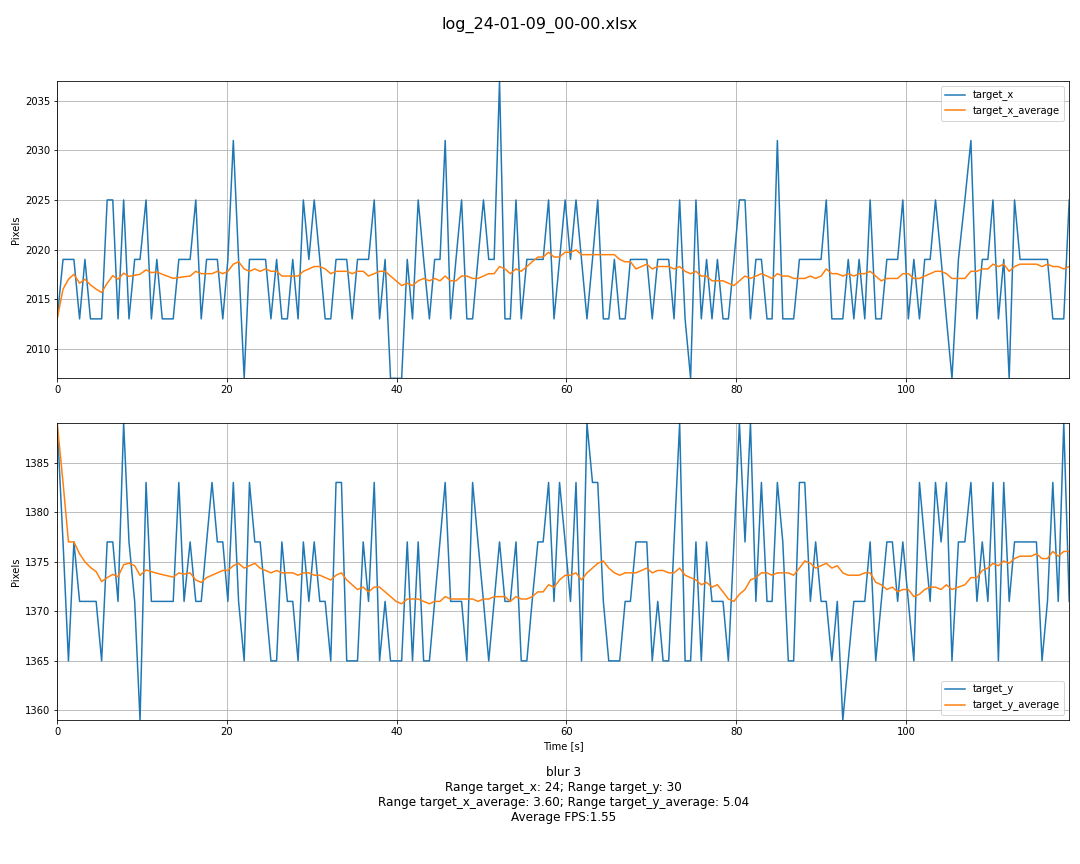 log_24-01-09_00-00.xlsx
2035
2030
2025
2020
2015
2010
Pixels
target_x
target_x_average
0 20 40 60 80 100
1385
1380
1375
1370
1365
1360
Pixels
target_y
target_y_average
0 20 40 60 80 100
Time [s]
blur 3
Range target_x: 24; Range target_y: 30
Range target_x_average: 3.60; Range target_y_average: 5.04
Average FPS:1.55